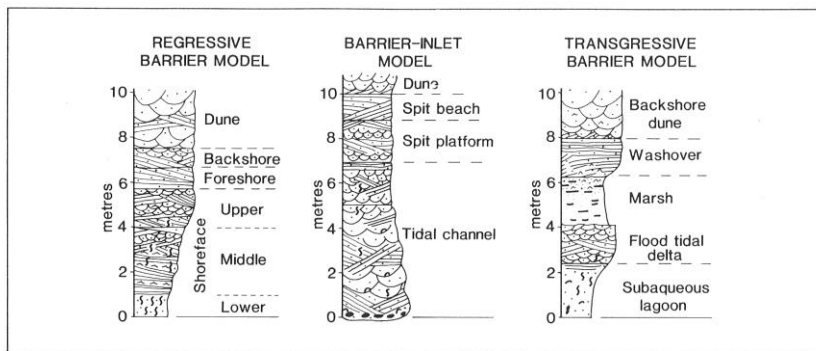 REGRESSIVE
BARRIER MODEL
10
8
6
4
2
0
metres
Dune
Backshore
Foreshore
Upper
Middle
Lower
Shoreface
BARRIER–INLET
MODEL
10
8
6
4
2
0
metres
Dune
Spit beach
Spit platform
Tidal channel
TRANSGRESSIVE
BARRIER MODEL
10
8
6
4
2
0
metres
Backshore
dune
Washover
Marsh
Flood tidal
delta
Subaqueous
lagoon